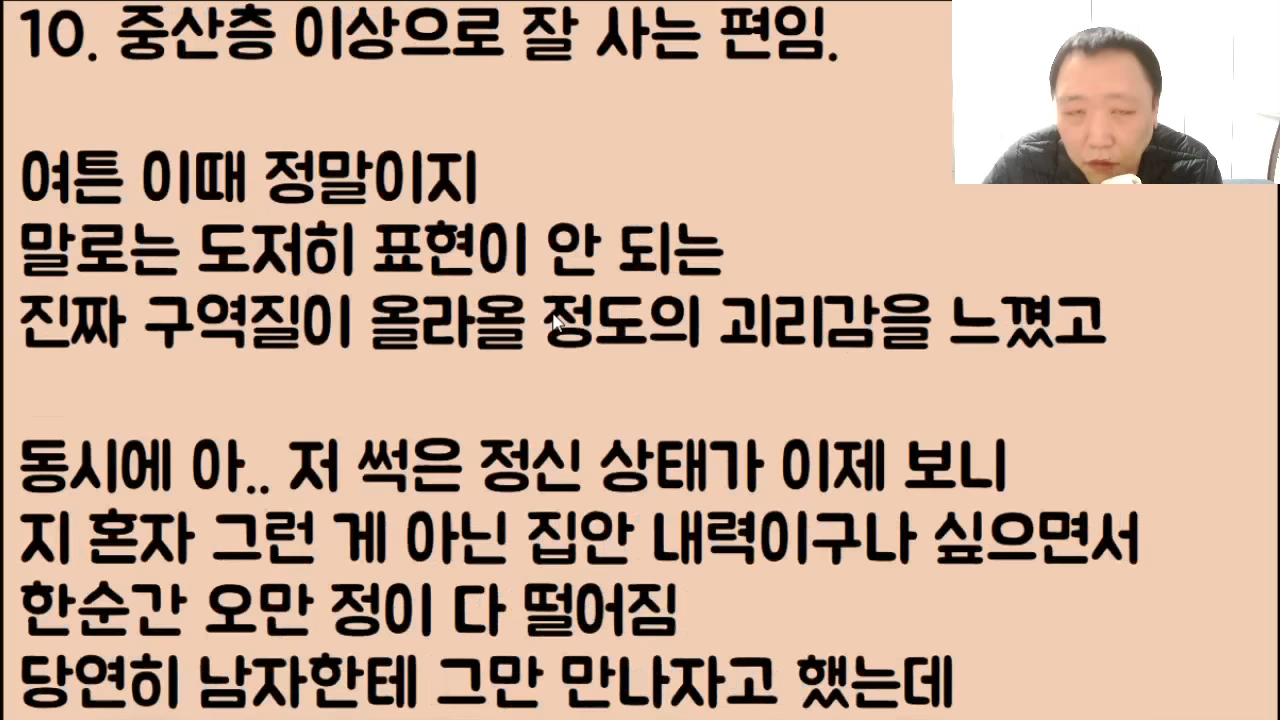 10. 중산층 이상으로 잘 사는 편임.
여튼 이때 정말이지
말로는 도저히 표현이 안 되는
진짜 구역질이 올라올 정도의 괴리감을 느꼈고
동시에 아.. 저 썩은 정신 상태가 이제 보니
지 혼자 그런 게 아닌 집안 내력이구나 싶으면서
한순간 오만 정이 다 떨어짐
당연히 남자한테 그만 만나자고 했는데